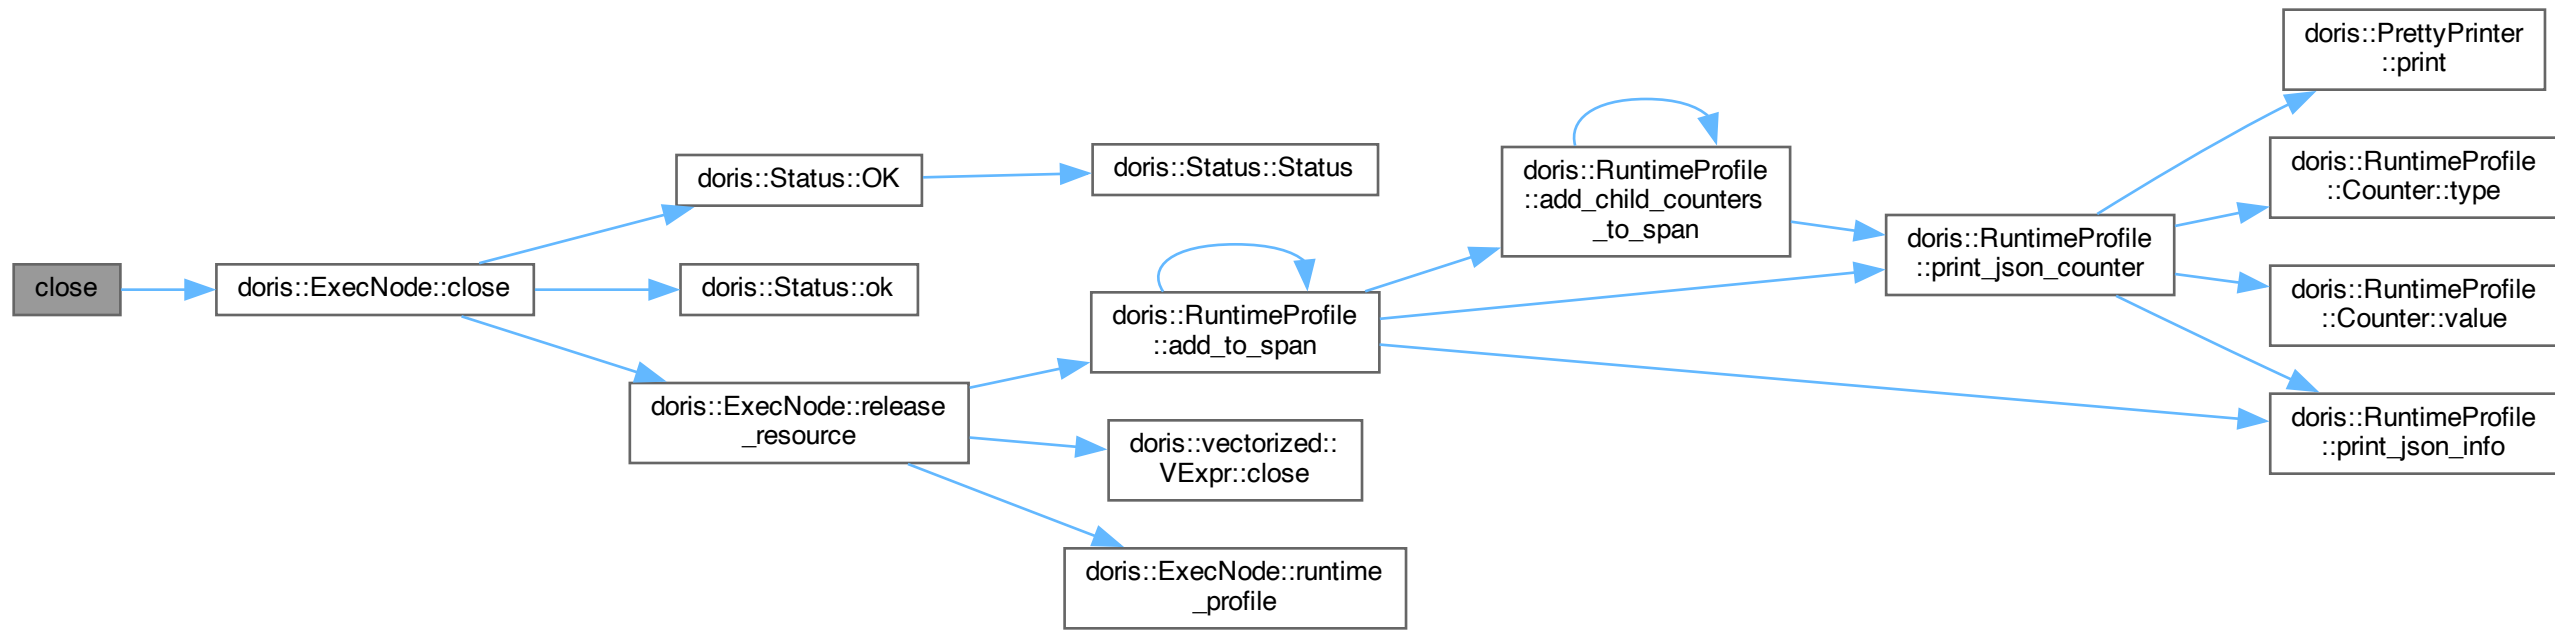 close
doris::ExecNode::close
doris::Status::OK
doris::Status::ok
doris::ExecNode::release
_resource
doris::Status::Status
doris::RuntimeProfile
::add_to_span
doris::vectorized::
VExpr::close
doris::ExecNode::runtime
_profile
doris::RuntimeProfile
::add_child_counters
_to_span
doris::RuntimeProfile
::print_json_counter
doris::PrettyPrinter
::print
doris::RuntimeProfile
::Counter::type
doris::RuntimeProfile
::Counter::value
doris::RuntimeProfile
::print_json_info